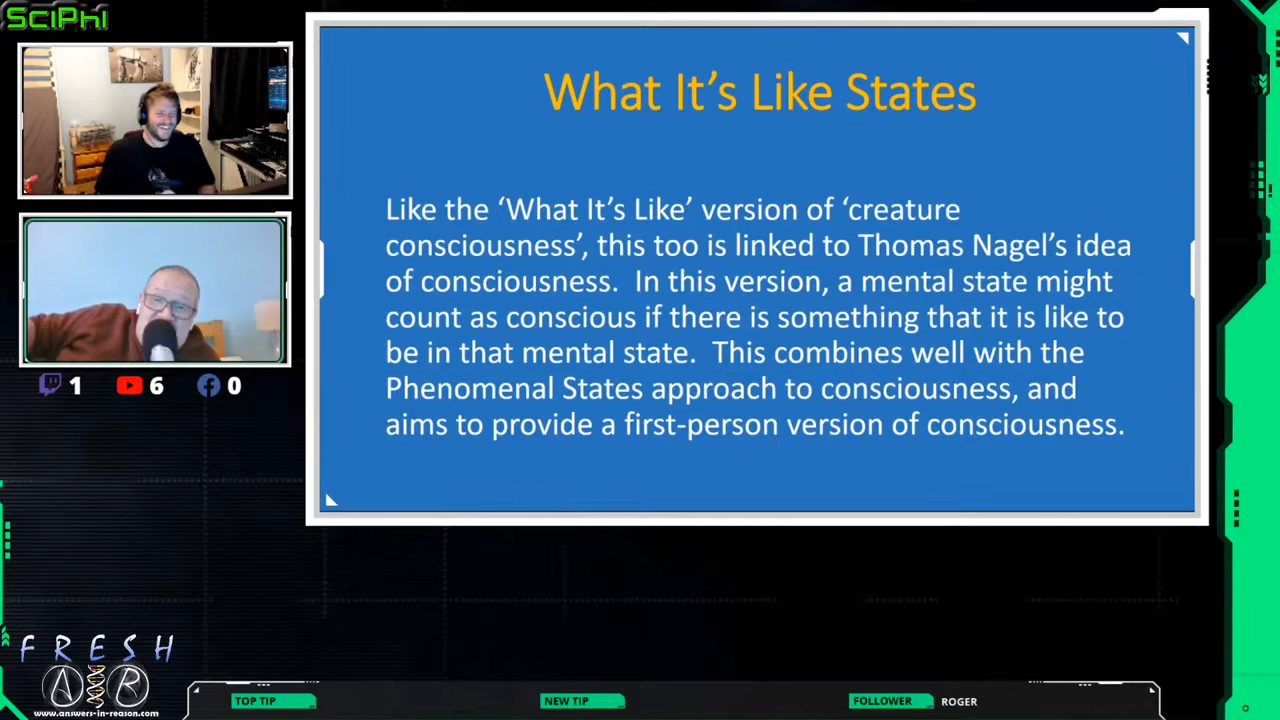 SCIPHI
What It's Like States
Like the ‘What It's Like’ version of ‘creature
consciousness’, this too is linked to Thomas Nagel's idea
of consciousness.  In this version, a mental state might
count as conscious if there is something that it is like to
be in that mental state.  This combines well with the
Phenomenal States approach to consciousness, and
aims to provide a first-person version of consciousness.
1
6
0
FRESH
A R
www.answers-in-reason.com
TOP TIP
NEW TIP
FOLLOWER
ROGER